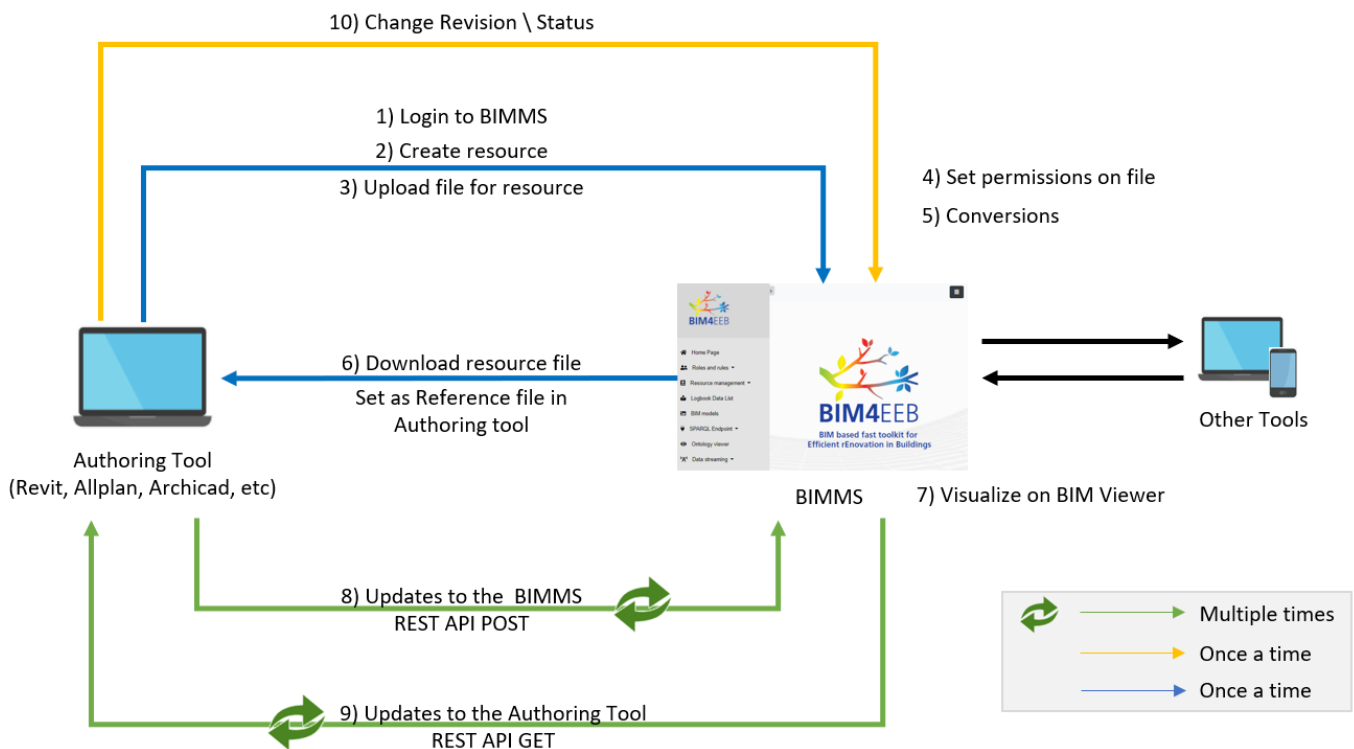 10) Change Revision \ Status
1) Login to BIMMS
2) Create resource
3) Upload file for resource
4) Set permissions on file
5) Conversions
BIM4EEB
Home Page
Roles and rules
Resource management
Logbook Data List
BIM models
SPARQL Endpoint
Ontology viewer
Data streaming
BIM4EEB
BIM based fast toolkit for
Efficient rEnovation in Buildings
6) Download resource file
Set as Reference file in
Authoring tool
Other Tools
Authoring Tool
(Revit, Allplan, Archicad, etc)
BIMMS
7) Visualize on BIM Viewer
8) Updates to the  BIMMS
REST API POST
9) Updates to the Authoring Tool
REST API GET
Multiple times
Once a time
Once a time